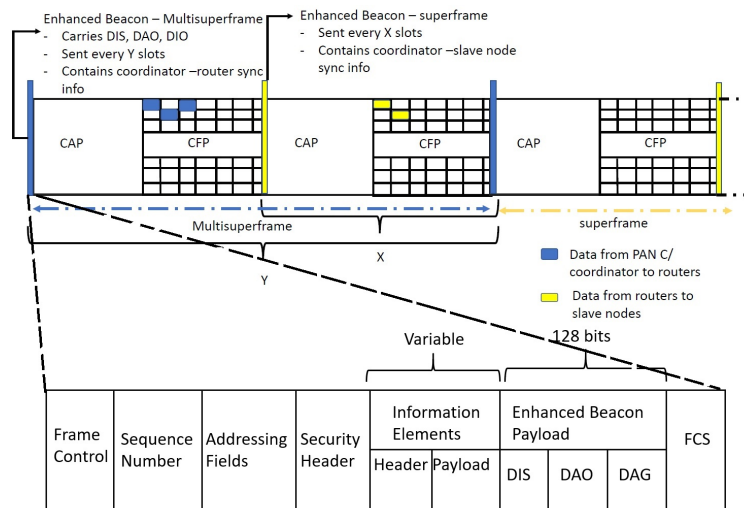 Enhanced Beacon – Multisuperframe
- Carries DIS, DAO, DIO
- Sent every Y slots
- Contains coordinator –router sync
info
Enhanced Beacon – superframe
- Sent every X slots
- Contains coordinator –slave node
sync info
CAP
CFP
CAP
CFP
CAP
CFP
Multisuperframe
X
superframe
Y
Data from PAN C/
coordinator to routers
Data from routers to
slave nodes
Variable
128 bits
Frame
Control
Sequence
Number
Addressing
Fields
Security
Header
Information
Elements
Header
Payload
Enhanced Beacon
Payload
DIS
DAO
DAG
FCS